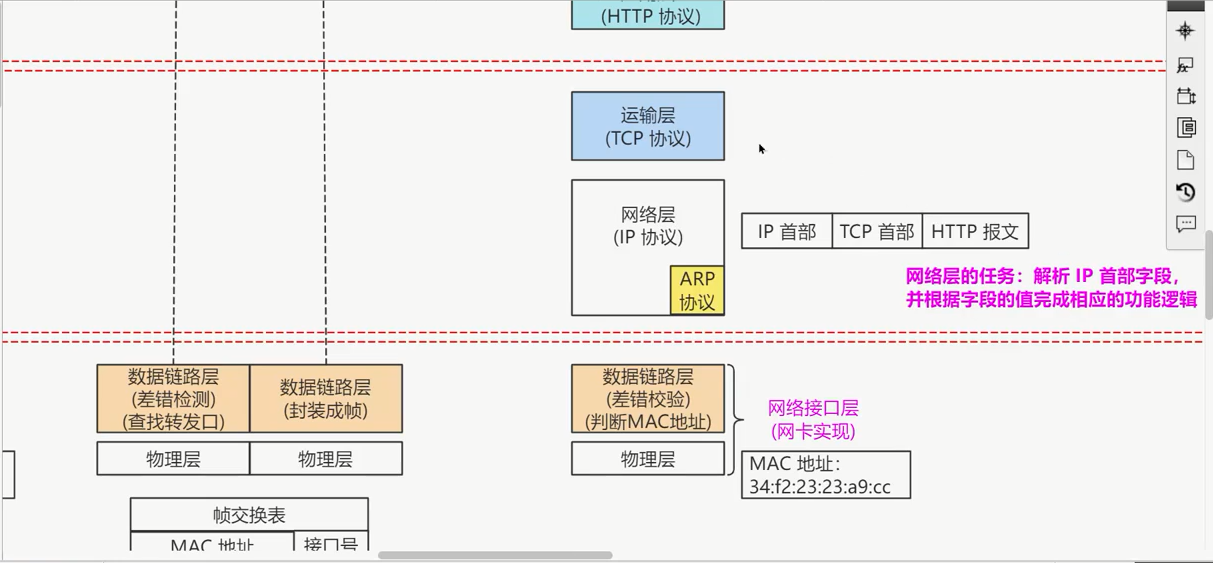 (HTTP 协议)
运输层
(TCP 协议)
网络层
(IP 协议)
ARP
协议
IP 首部
TCP 首部
HTTP 报文
网络层的任务：解析 IP 首部字段，
并根据字段的值完成相应的功能逻辑
数据链路层
(差错检测)
(查找转发口)
数据链路层
(封装成帧)
数据链路层
(差错校验)
(判断MAC地址)
网络接口层
(网卡实现)
物理层
物理层
物理层
MAC 地址：
34:f2:23:23:a9:cc
帧交换表
MAC 地址
接口号